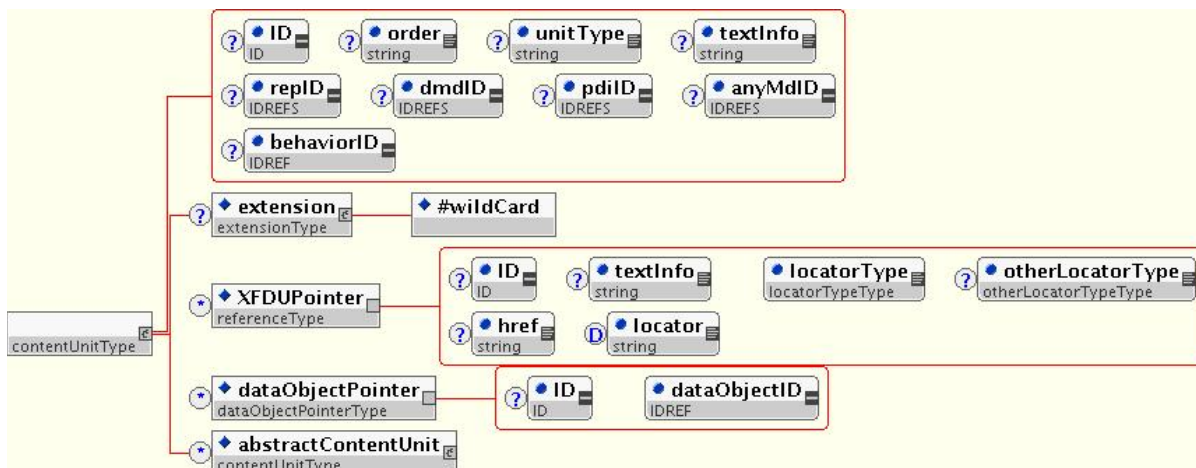 ? ID ? order ? unitType ? textInfo
ID string string string
? repID ? dmdID ? pdiID ? anyMdID
IDREFS IDREFS IDREFS IDREFS
? behaviorID
IDREF
? extension #wildCard
extensionType
? ID ? textInfo locatorType ? otherLocatorType
ID string locatorTypeType otherLocatorTypeType
* XFDUPointer
referenceType
? href D locator
string string
contentUnitType
* dataObjectPointer ? ID dataObjectID
dataObjectPointerType ID IDREF
* abstractContentUnit
contentUnitType